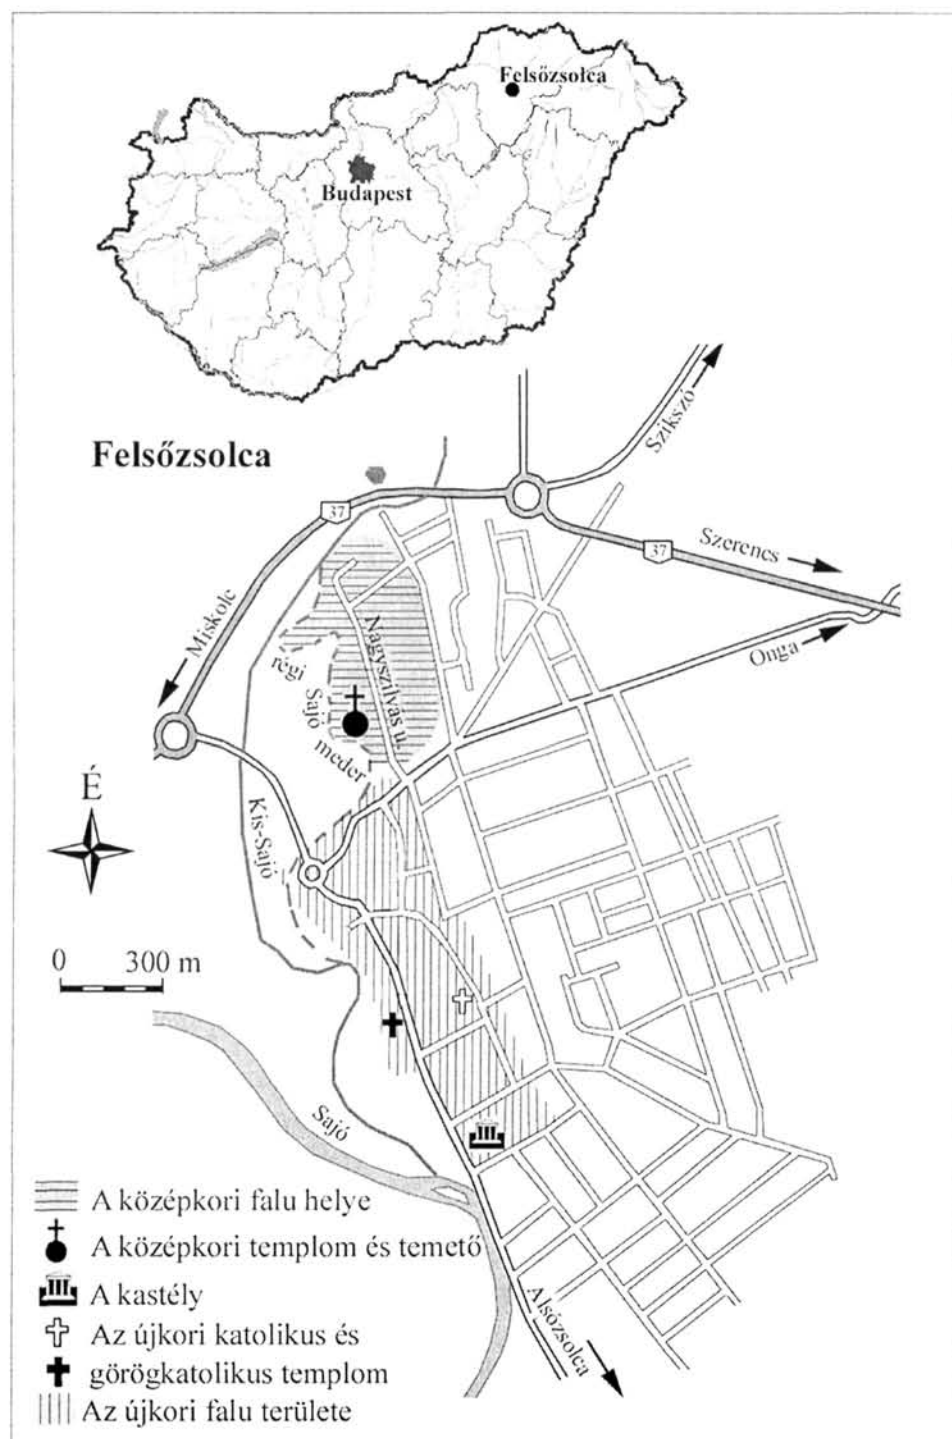 Felsőzsolca
Budapest
Felsőzsolca
Szikszó
37
37
Szerencs
Miskolc
Onga
Nagyszilvás u.
régi
Sajó
meder
É
Kis-Sajó
0 300 m
Sajó
Alsózsolca
A középkori falu helye
A középkori templom és temető
A kastély
Az újkori katolikus és
görögkatolikus templom
Az újkori falu területe